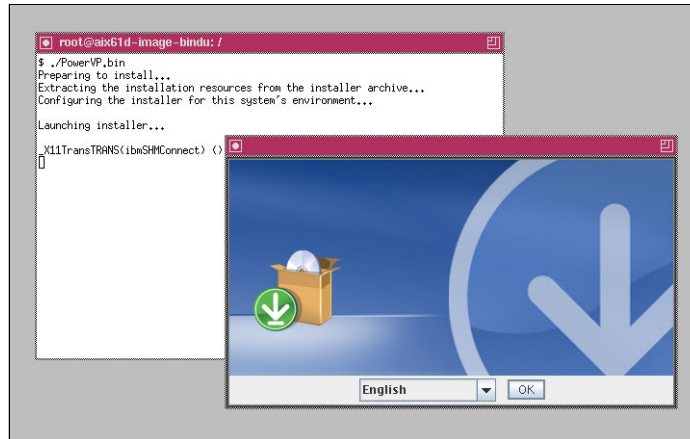 root@aix61d-image-bindu: /
$ ./PowerVP.bin
Preparing to install...
Extracting the installation resources from the installer archive...
Configuring the installer for this system's environment...
Launching installer...
_X11TransTRANS(ibmSHMConnect) ()
English
OK